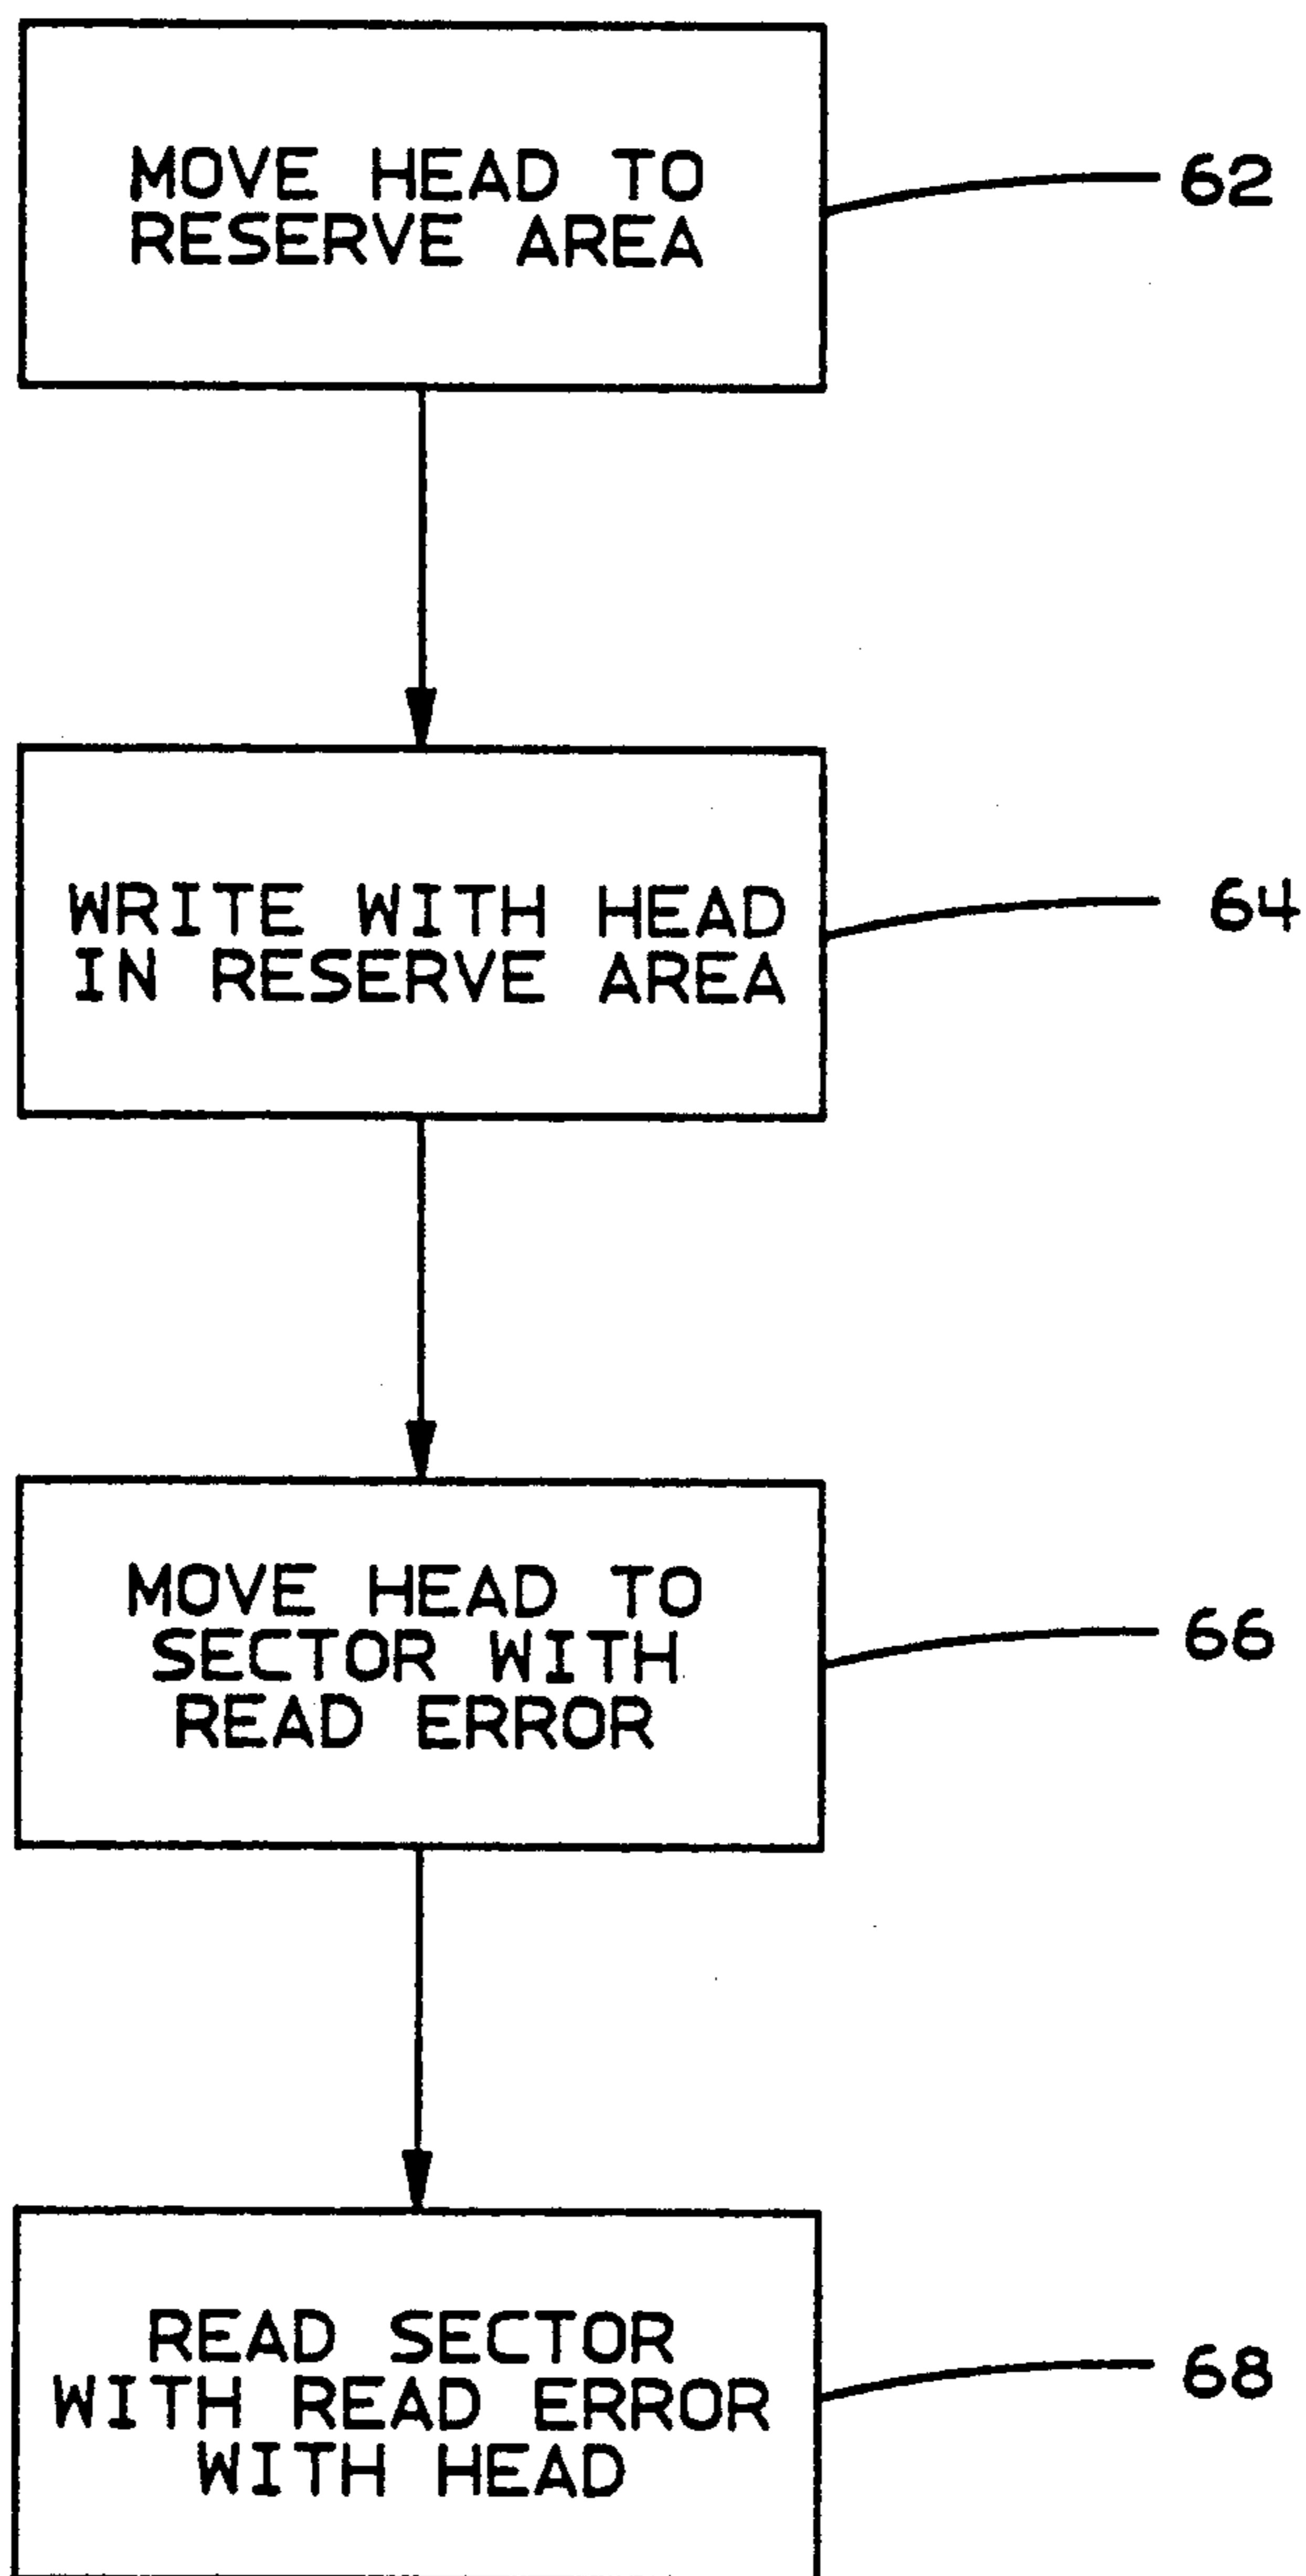 MOVE HEAD TO
RESERVE AREA
62
WRITE WITH HEAD
IN RESERVE AREA
64
MOVE HEAD TO
SECTOR WITH
READ ERROR
66
READ SECTOR
WITH READ ERROR
WITH HEAD
68